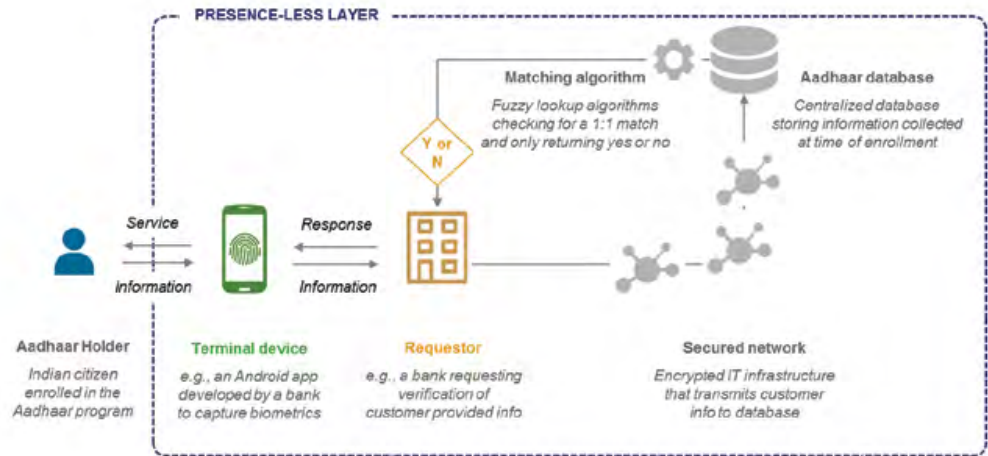 PRESENCE-LESS LAYER
Matching algorithm
Fuzzy lookup algorithms
checking for a 1:1 match
and only returning yes or no
Aadhaar database
Centralized database
storing information collected
at time of enrollment
Y or
N
Service
Information
Response
Information
Aadhaar Holder
Indian citizen
enrolled in the
Aadhaar program
Terminal device
e.g., an Android app
developed by a bank
to capture biometrics
Requestor
e.g., a bank requesting
verification of
customer provided info
Secured network
Encrypted IT infrastructure
that transmits customer
info to database